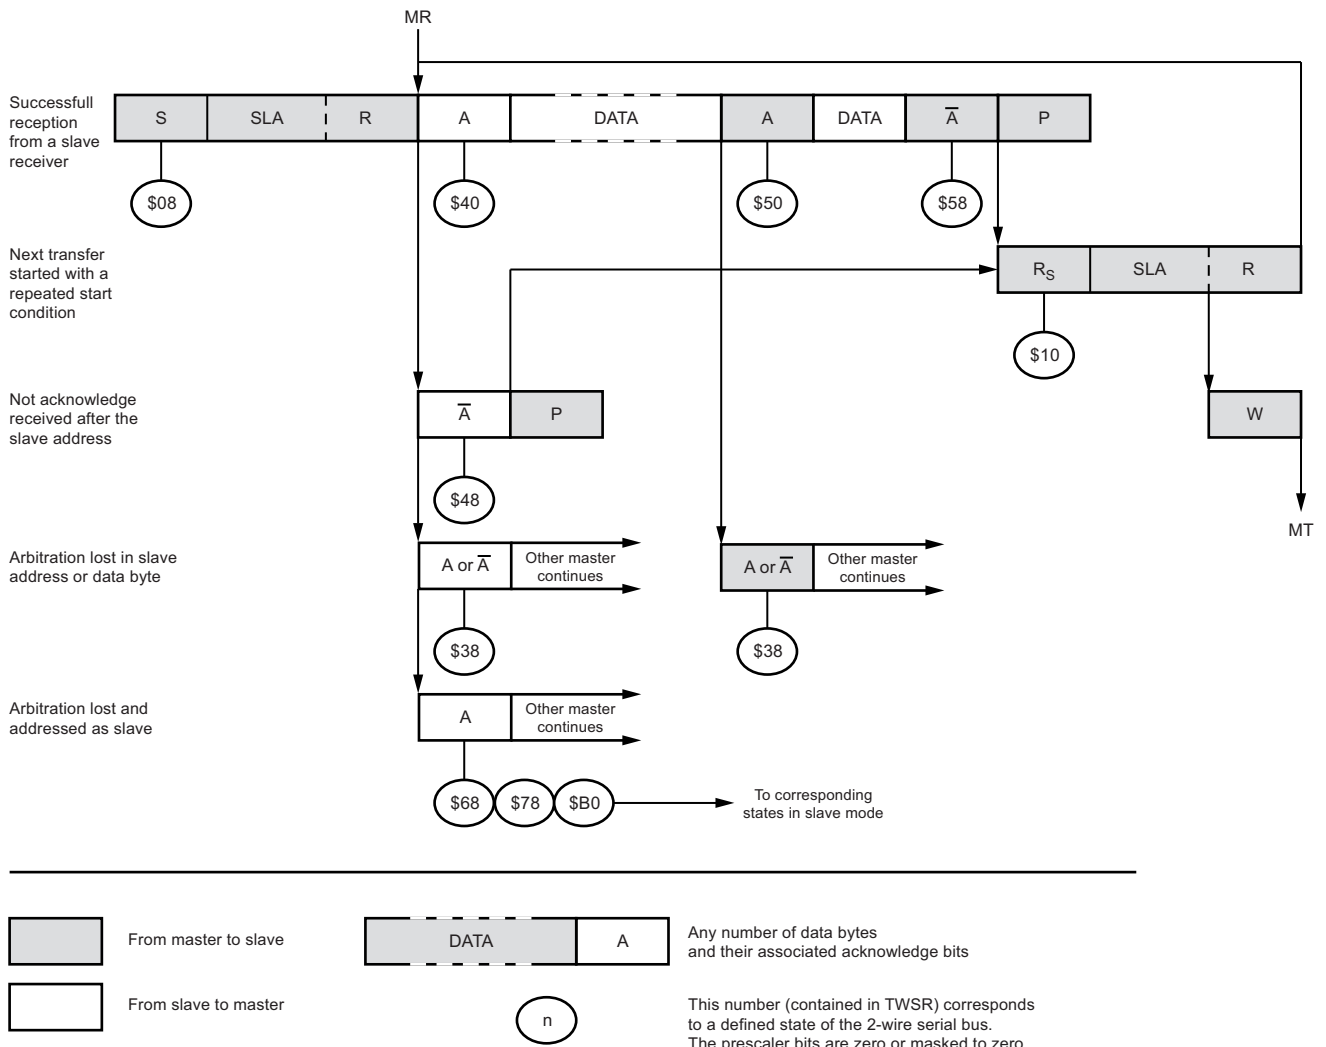 MR
Successfull
reception
from a slave
receiver
S
SLA
R
A
DATA
A
DATA
A̅
P
$08
$40
$50
$58
Next transfer
started with a
repeated start
condition
RS
SLA
R
$10
Not acknowledge
received after the
slave address
A̅
P
W
$48
MT
Arbitration lost in slave
address or data byte
A or A̅
Other master
continues
A or A̅
Other master
continues
$38
$38
Arbitration lost and
addressed as slave
A
Other master
continues
$68
$78
$B0
To corresponding
states in slave mode
From master to slave
DATA
A
Any number of data bytes
and their associated acknowledge bits
From slave to master
n
This number (contained in TWSR) corresponds
to a defined state of the 2-wire serial bus.
The prescaler bits are zero or masked to zero